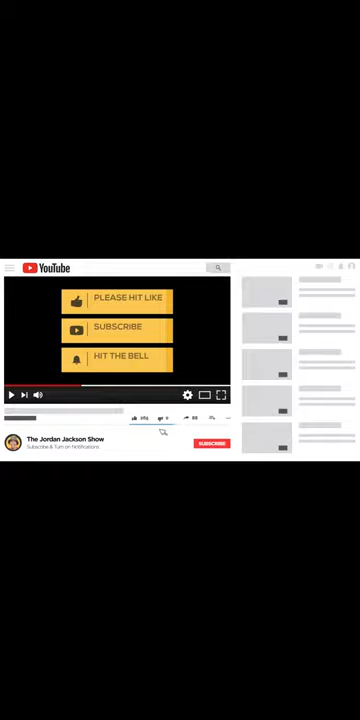 YouTube
PLEASE HIT LIKE
SUBSCRIBE
HIT THE BELL
The Jordan Jackson Show
Subscribe & Turn on Notifications
SUBSCRIBE